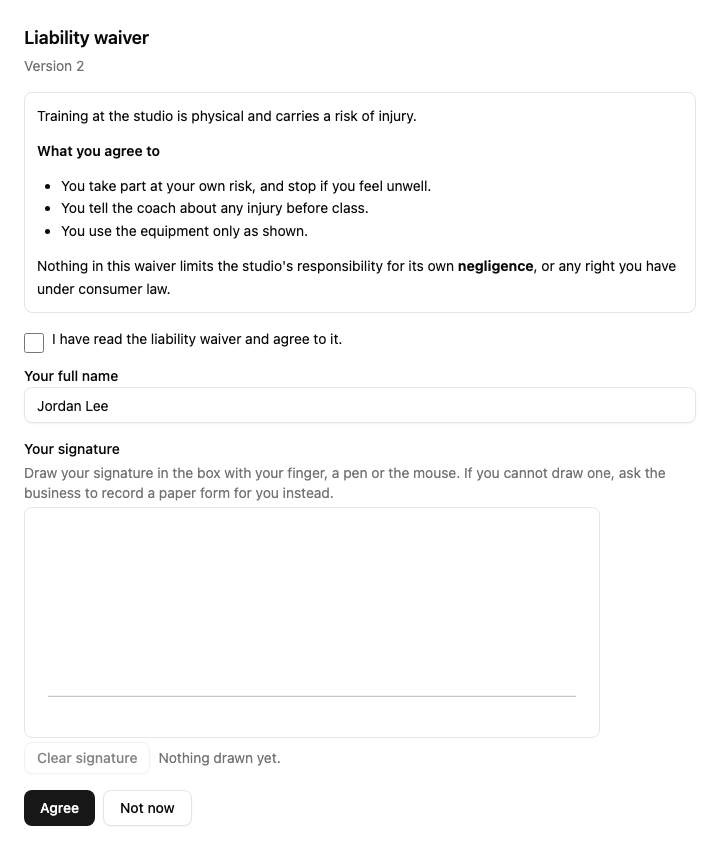 Liability waiver
Version 2
Training at the studio is physical and carries a risk of injury.
What you agree to
• You take part at your own risk, and stop if you feel unwell.
• You tell the coach about any injury before class.
• You use the equipment only as shown.
Nothing in this waiver limits the studio's responsibility for its own negligence, or any right you have
under consumer law.
I have read the liability waiver and agree to it.
Your full name
Jordan Lee
Your signature
Draw your signature in the box with your finger, a pen or the mouse. If you cannot draw one, ask the
business to record a paper form for you instead.
Clear signature Nothing drawn yet.
Agree Not now